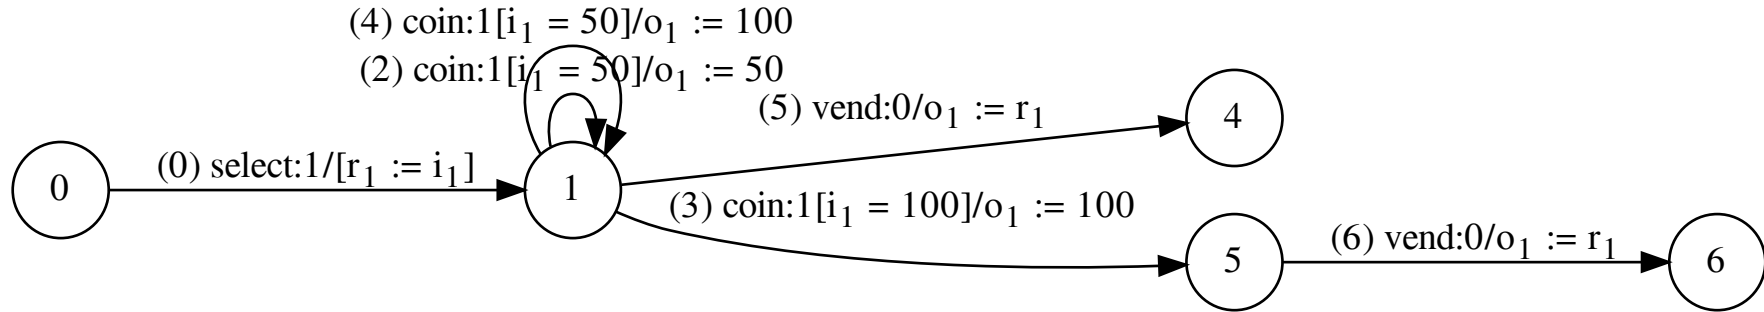 (4) coin:1[i₁ = 50]/o₁ := 100
(2) coin:1[i₁ = 50]/o₁ := 50
(5) vend:0/o₁ := r₁
4
(0) select:1/[r₁ := i₁]
0
1
(3) coin:1[i₁ = 100]/o₁ := 100
(6) vend:0/o₁ := r₁
5
6